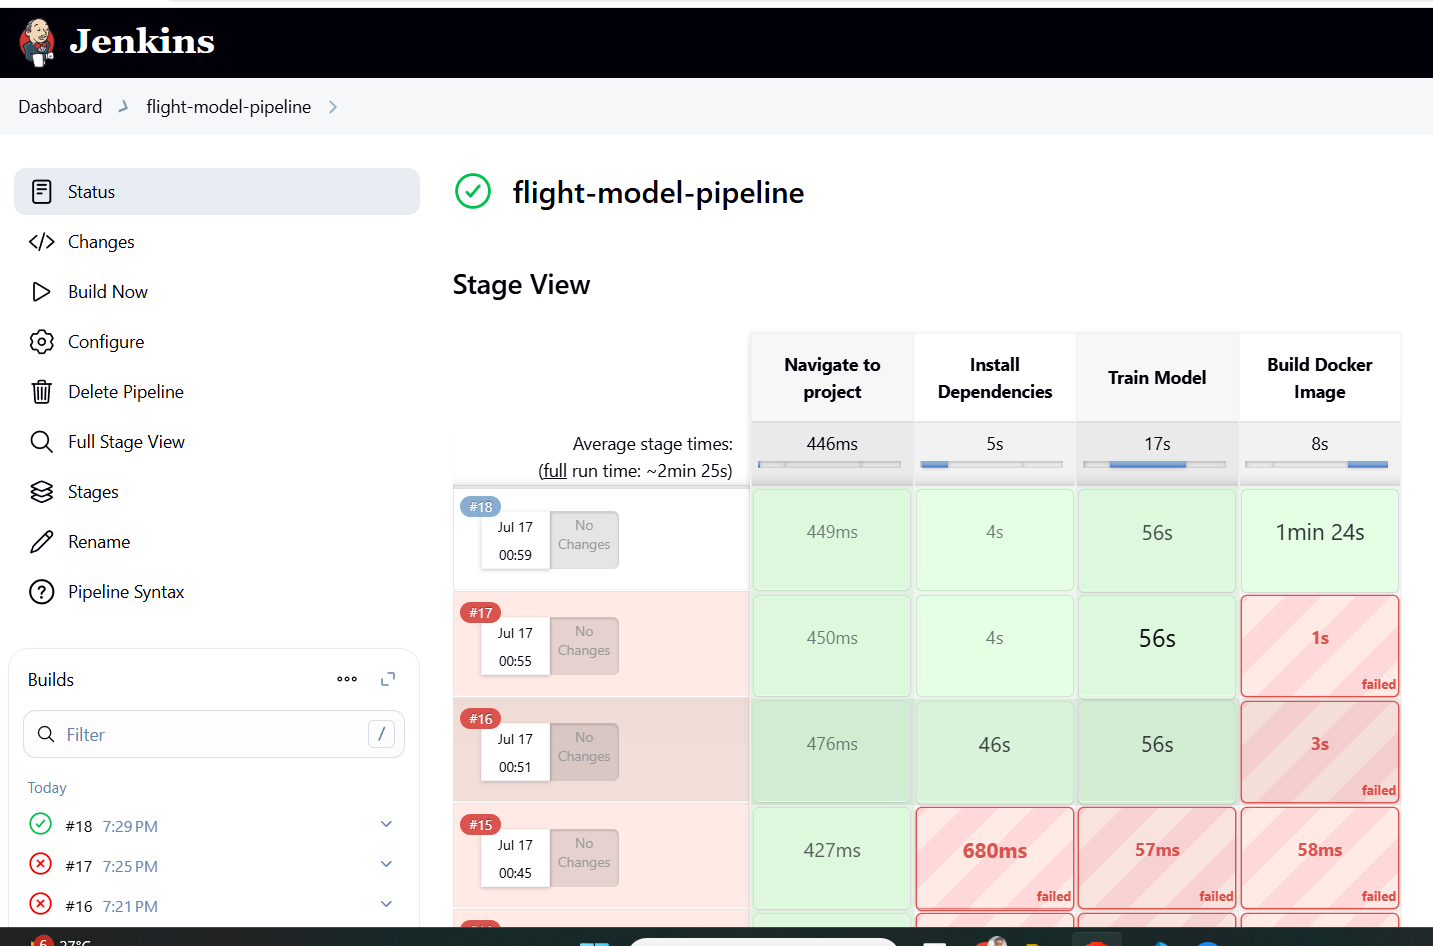 Jenkins
Dashboard
flight-model-pipeline
Status
Changes
Build Now
Configure
Delete Pipeline
Full Stage View
Stages
Rename
Pipeline Syntax
Builds
Filter
/
Today
#18 7:29 PM
#17 7:25 PM
#16 7:21 PM
flight-model-pipeline
Stage View
Navigate to project
Install Dependencies
Train Model
Build Docker Image
Average stage times:
(full run time: ~2min 25s)
446ms
5s
17s
8s
#18
Jul 17
00:59
No Changes
449ms
4s
56s
1min 24s
#17
Jul 17
00:55
No Changes
450ms
4s
56s
1s
failed
#16
Jul 17
00:51
No Changes
476ms
46s
56s
3s
failed
#15
Jul 17
00:45
No Changes
427ms
680ms
failed
57ms
failed
58ms
failed
6
27°C